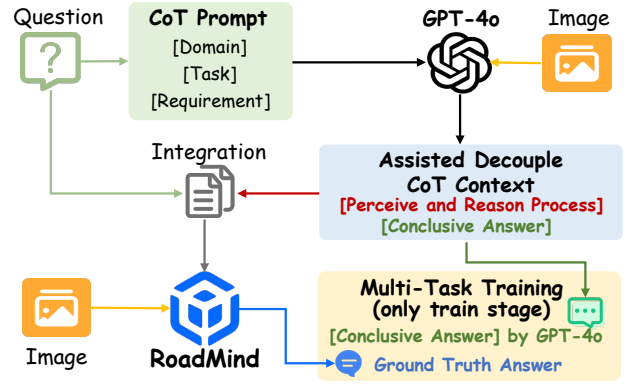 Question
CoT Prompt
[Domain]
[Task]
[Requirement]
GPT-4o
Image
Integration
Assisted Decouple
CoT Context
[Perceive and Reason Process]
[Conclusive Answer]
Image
RoadMind
Multi-Task Training
(only train stage)
[Conclusive Answer] by GPT-4o
Ground Truth Answer